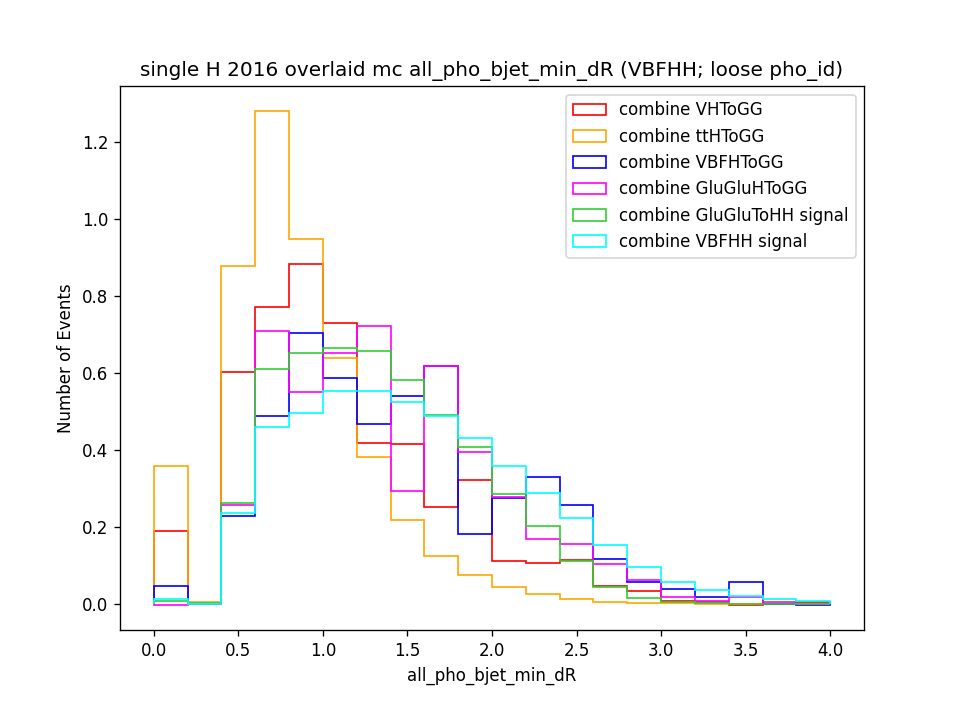 single H 2016 overlaid mc all_pho_bjet_min_dR (VBFHH; loose pho_id)
combine VHToGG
combine ttHToGG
combine VBFHToGG
combine GluGluHToGG
combine GluGluToHH signal
combine VBFHH signal
Number of Events
1.2
1.0
0.8
0.6
0.4
0.2
0.0
0.0 0.5 1.0 1.5 2.0 2.5 3.0 3.5 4.0
all_pho_bjet_min_dR